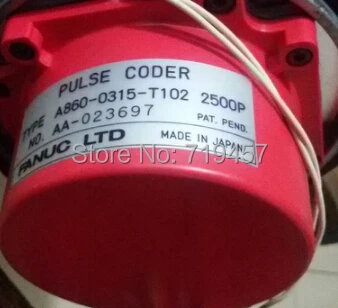 PULSE CODER
TYPE A860-0315-T102 2500P
NO. AA-023697 PAT. PEND.
FANUC LTD MADE IN JAPAN
Shop Store No.: 719457